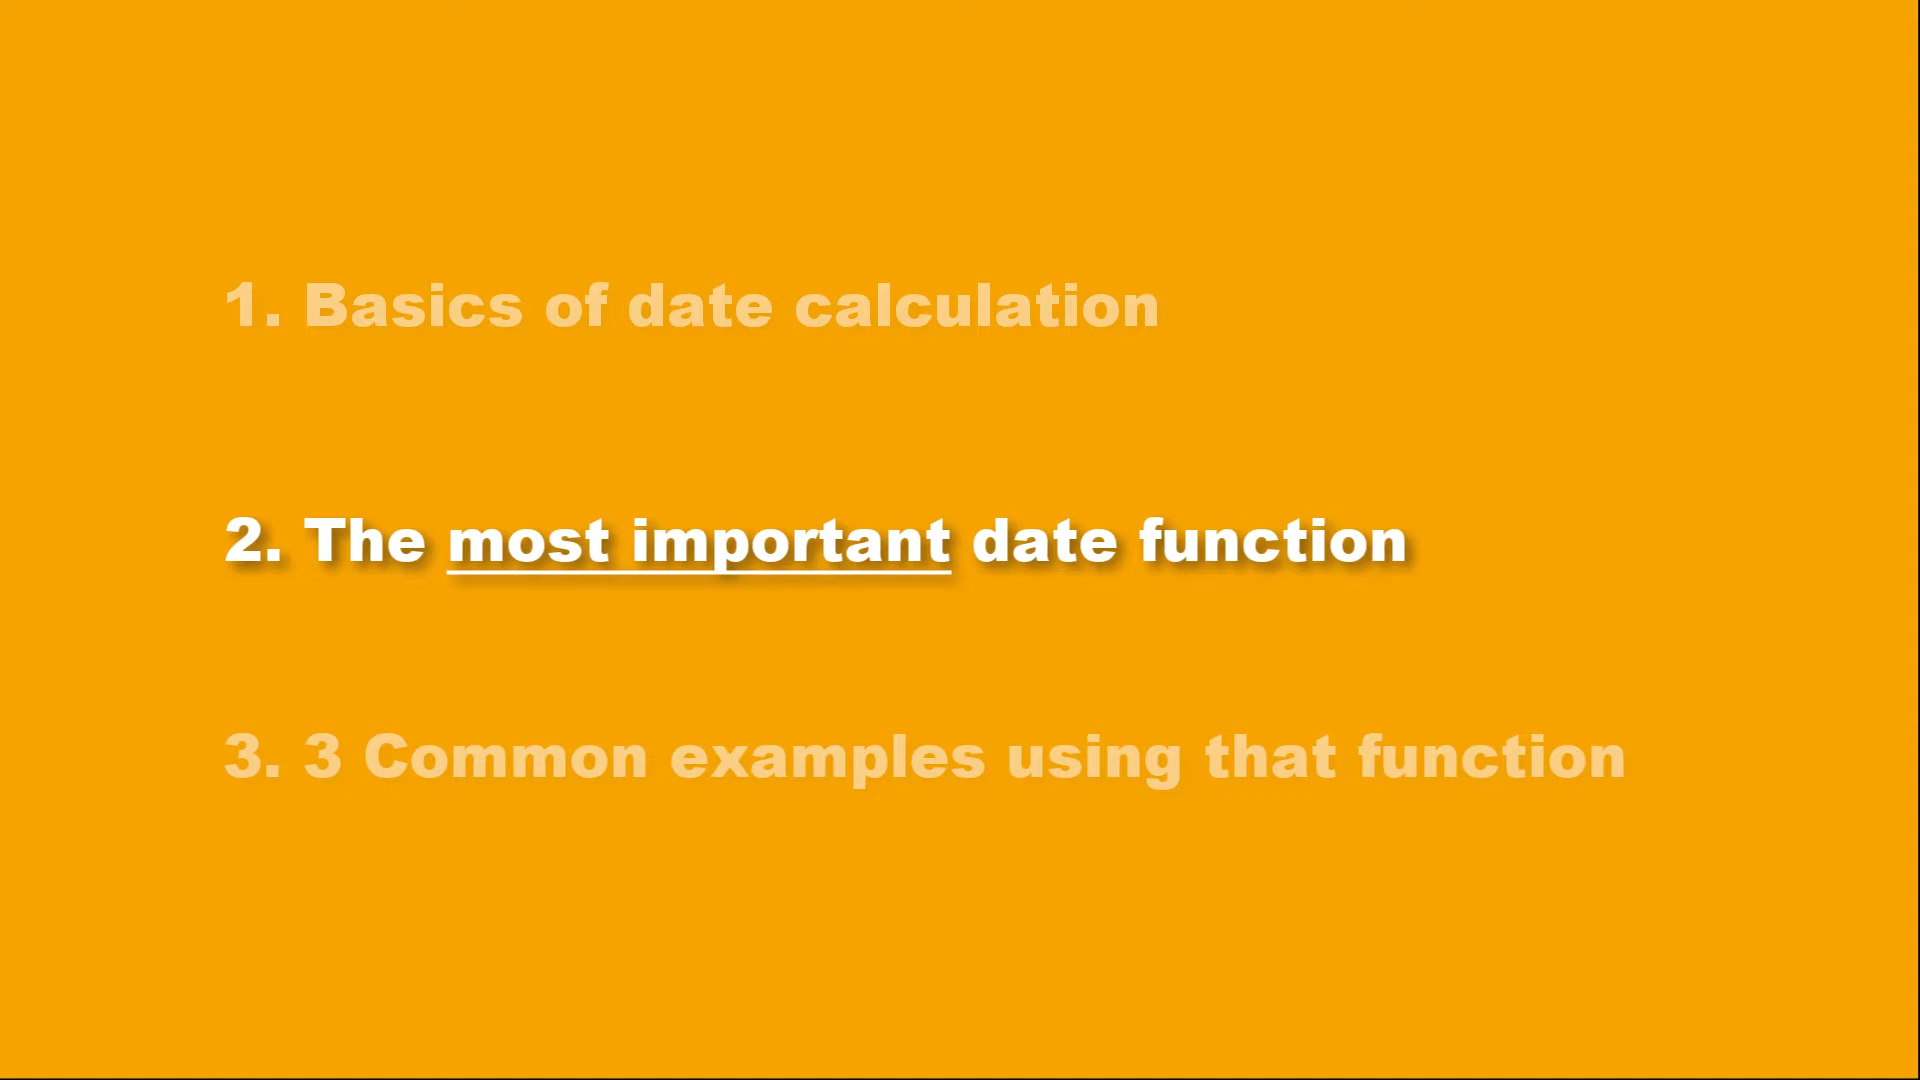 1. Basics of date calculation
2. The most important date function
3. 3 Common examples using that function